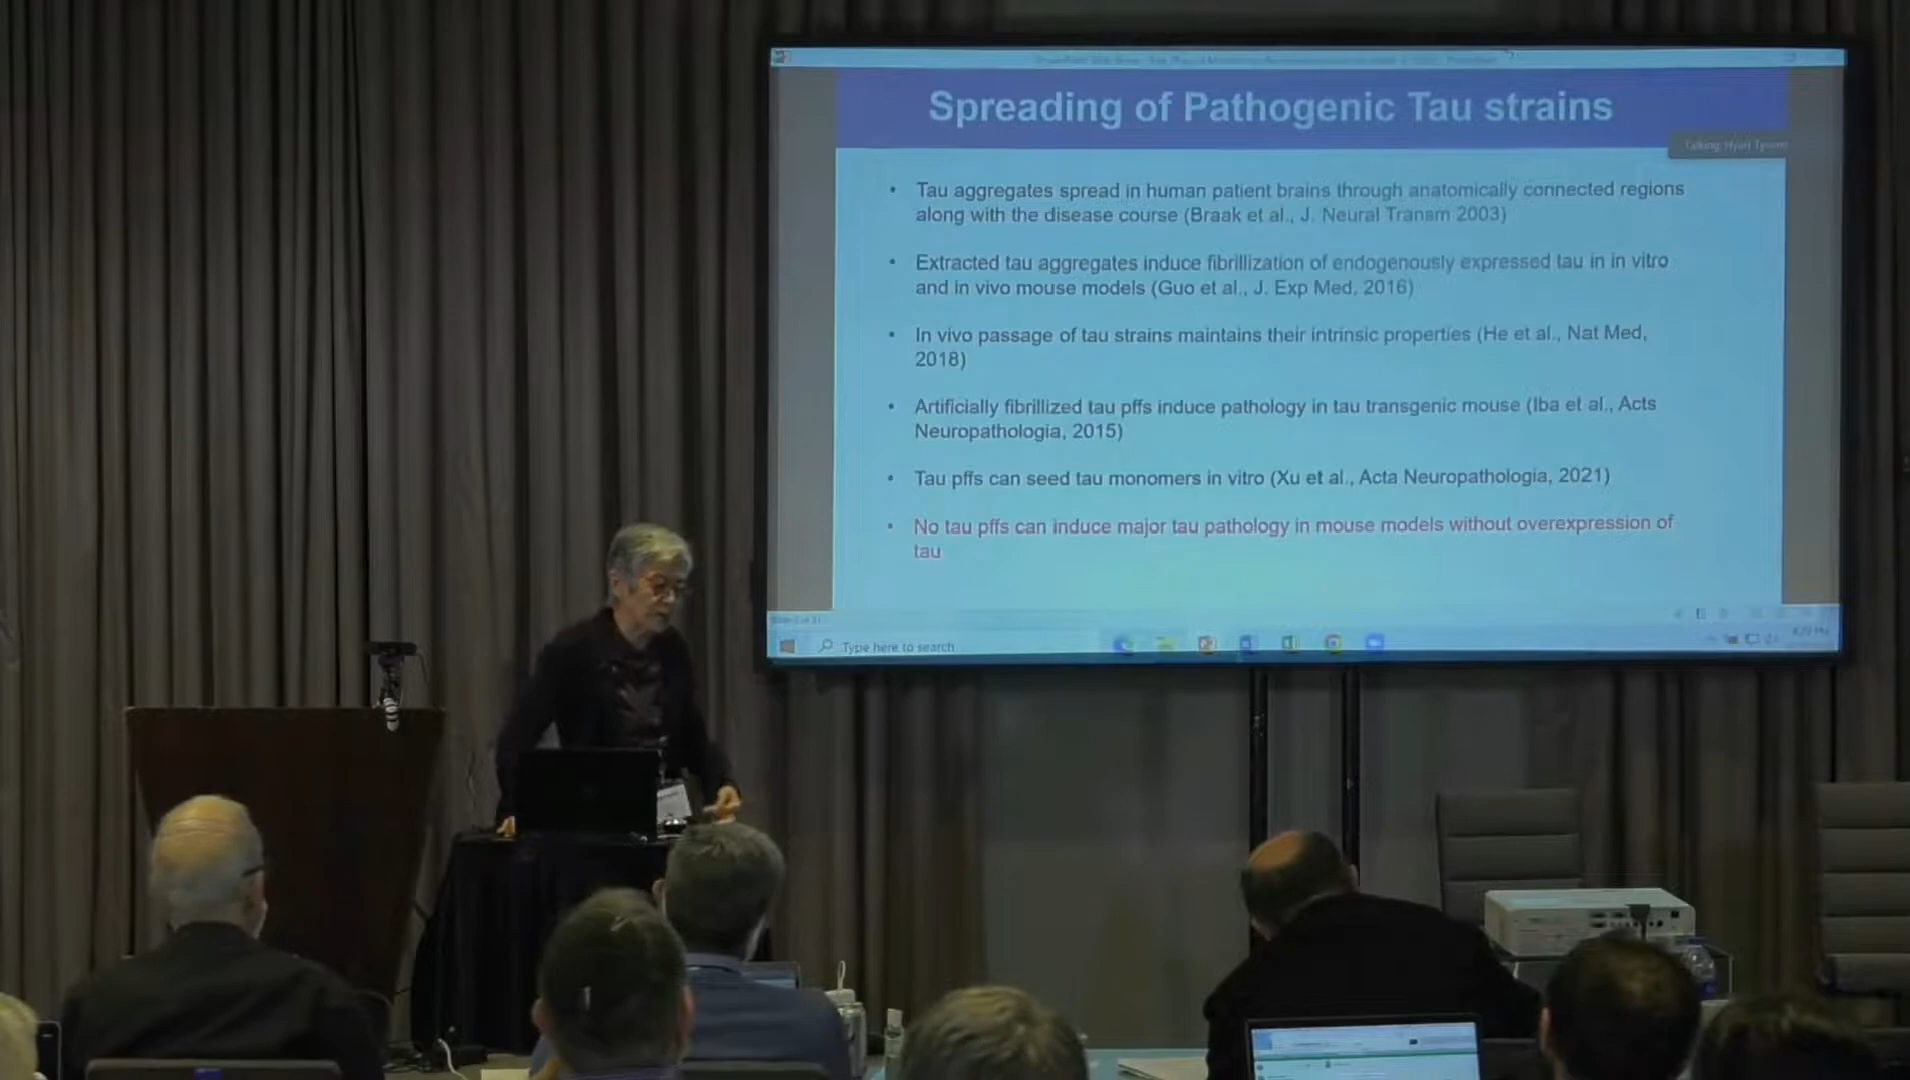 Spreading of Pathogenic Tau strains
• Tau aggregates spread in human patient brains through anatomically connected regions
along with the disease course (Braak et al., J. Neural Transm 2003)
• Extracted tau aggregates induce fibrillization of endogenously expressed tau in in vitro
and in vivo mouse models (Guo et al., J. Exp Med, 2016)
• In vivo passage of tau strains maintains their intrinsic properties (He et al., Nat Med,
2018)
• Artificially fibrillized tau pffs induce pathology in tau transgenic mouse (Iba et al., Acts
Neuropathologia, 2015)
• Tau pffs can seed tau monomers in vitro (Xu et al., Acta Neuropathologia, 2021)
• No tau pffs can induce major tau pathology in mouse models without overexpression of
tau
Type here to search